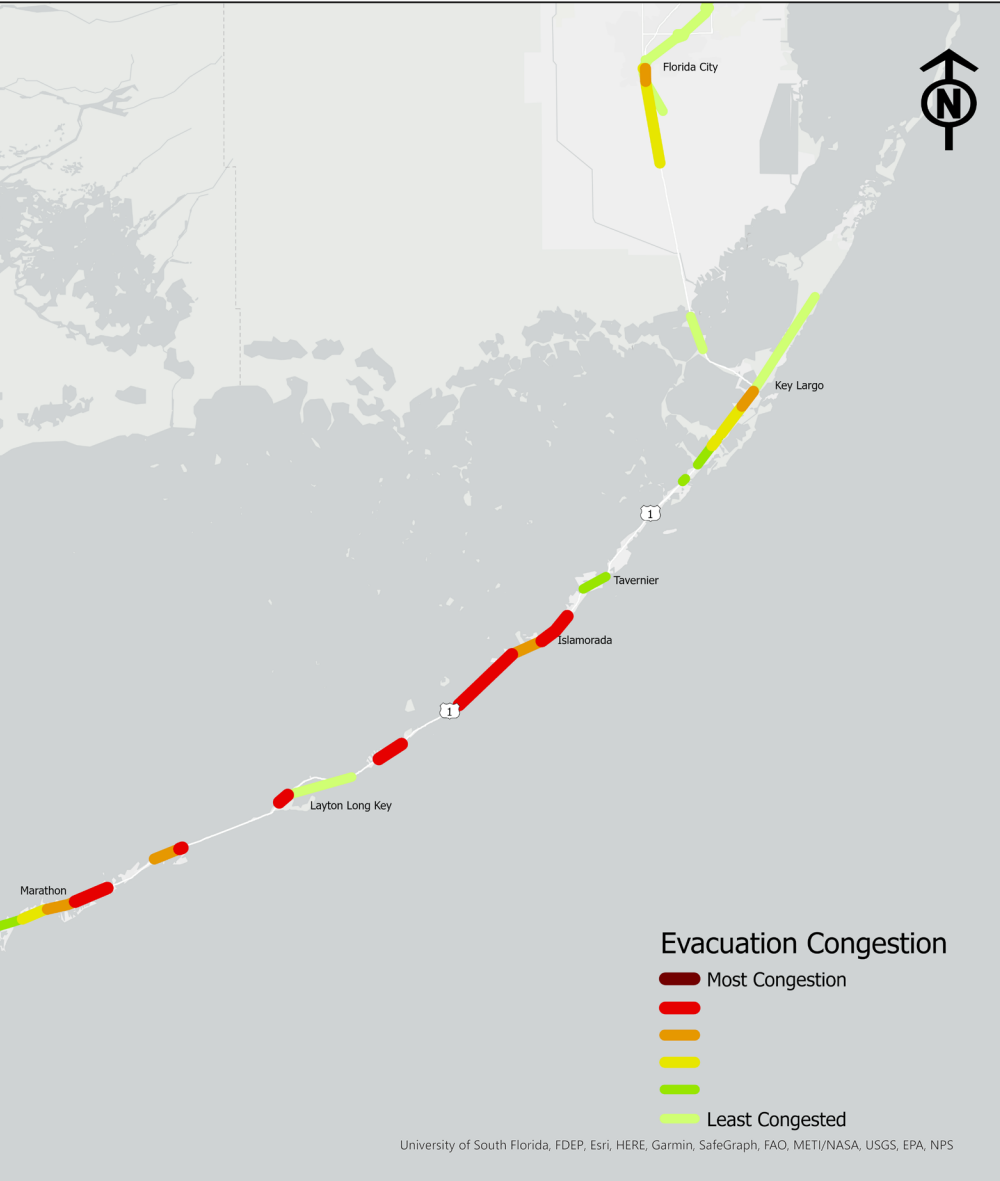 N
Florida City
Key Largo
1
Tavernier
Islamorada
1
Layton Long Key
Marathon
Evacuation Congestion
Most Congestion
Least Congested
University of South Florida, FDEP, Esri, HERE, Garmin, SafeGraph, FAO, METI/NASA, USGS, EPA, NPS